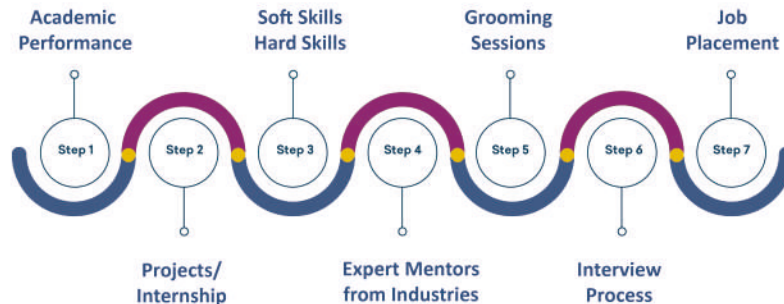 Academic
Performance
Soft Skills
Hard Skills
Grooming
Sessions
Job
Placement
Step 1
Step 2
Step 3
Step 4
Step 5
Step 6
Step 7
Projects/
Internship
Expert Mentors
from Industries
Interview
Process